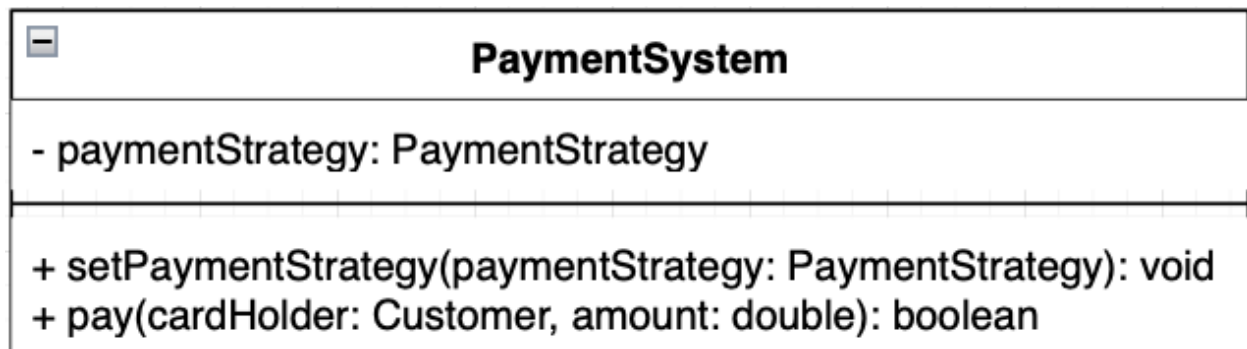 PaymentSystem
- paymentStrategy: PaymentStrategy
+ setPaymentStrategy(paymentStrategy: PaymentStrategy): void
+ pay(cardHolder: Customer, amount: double): boolean